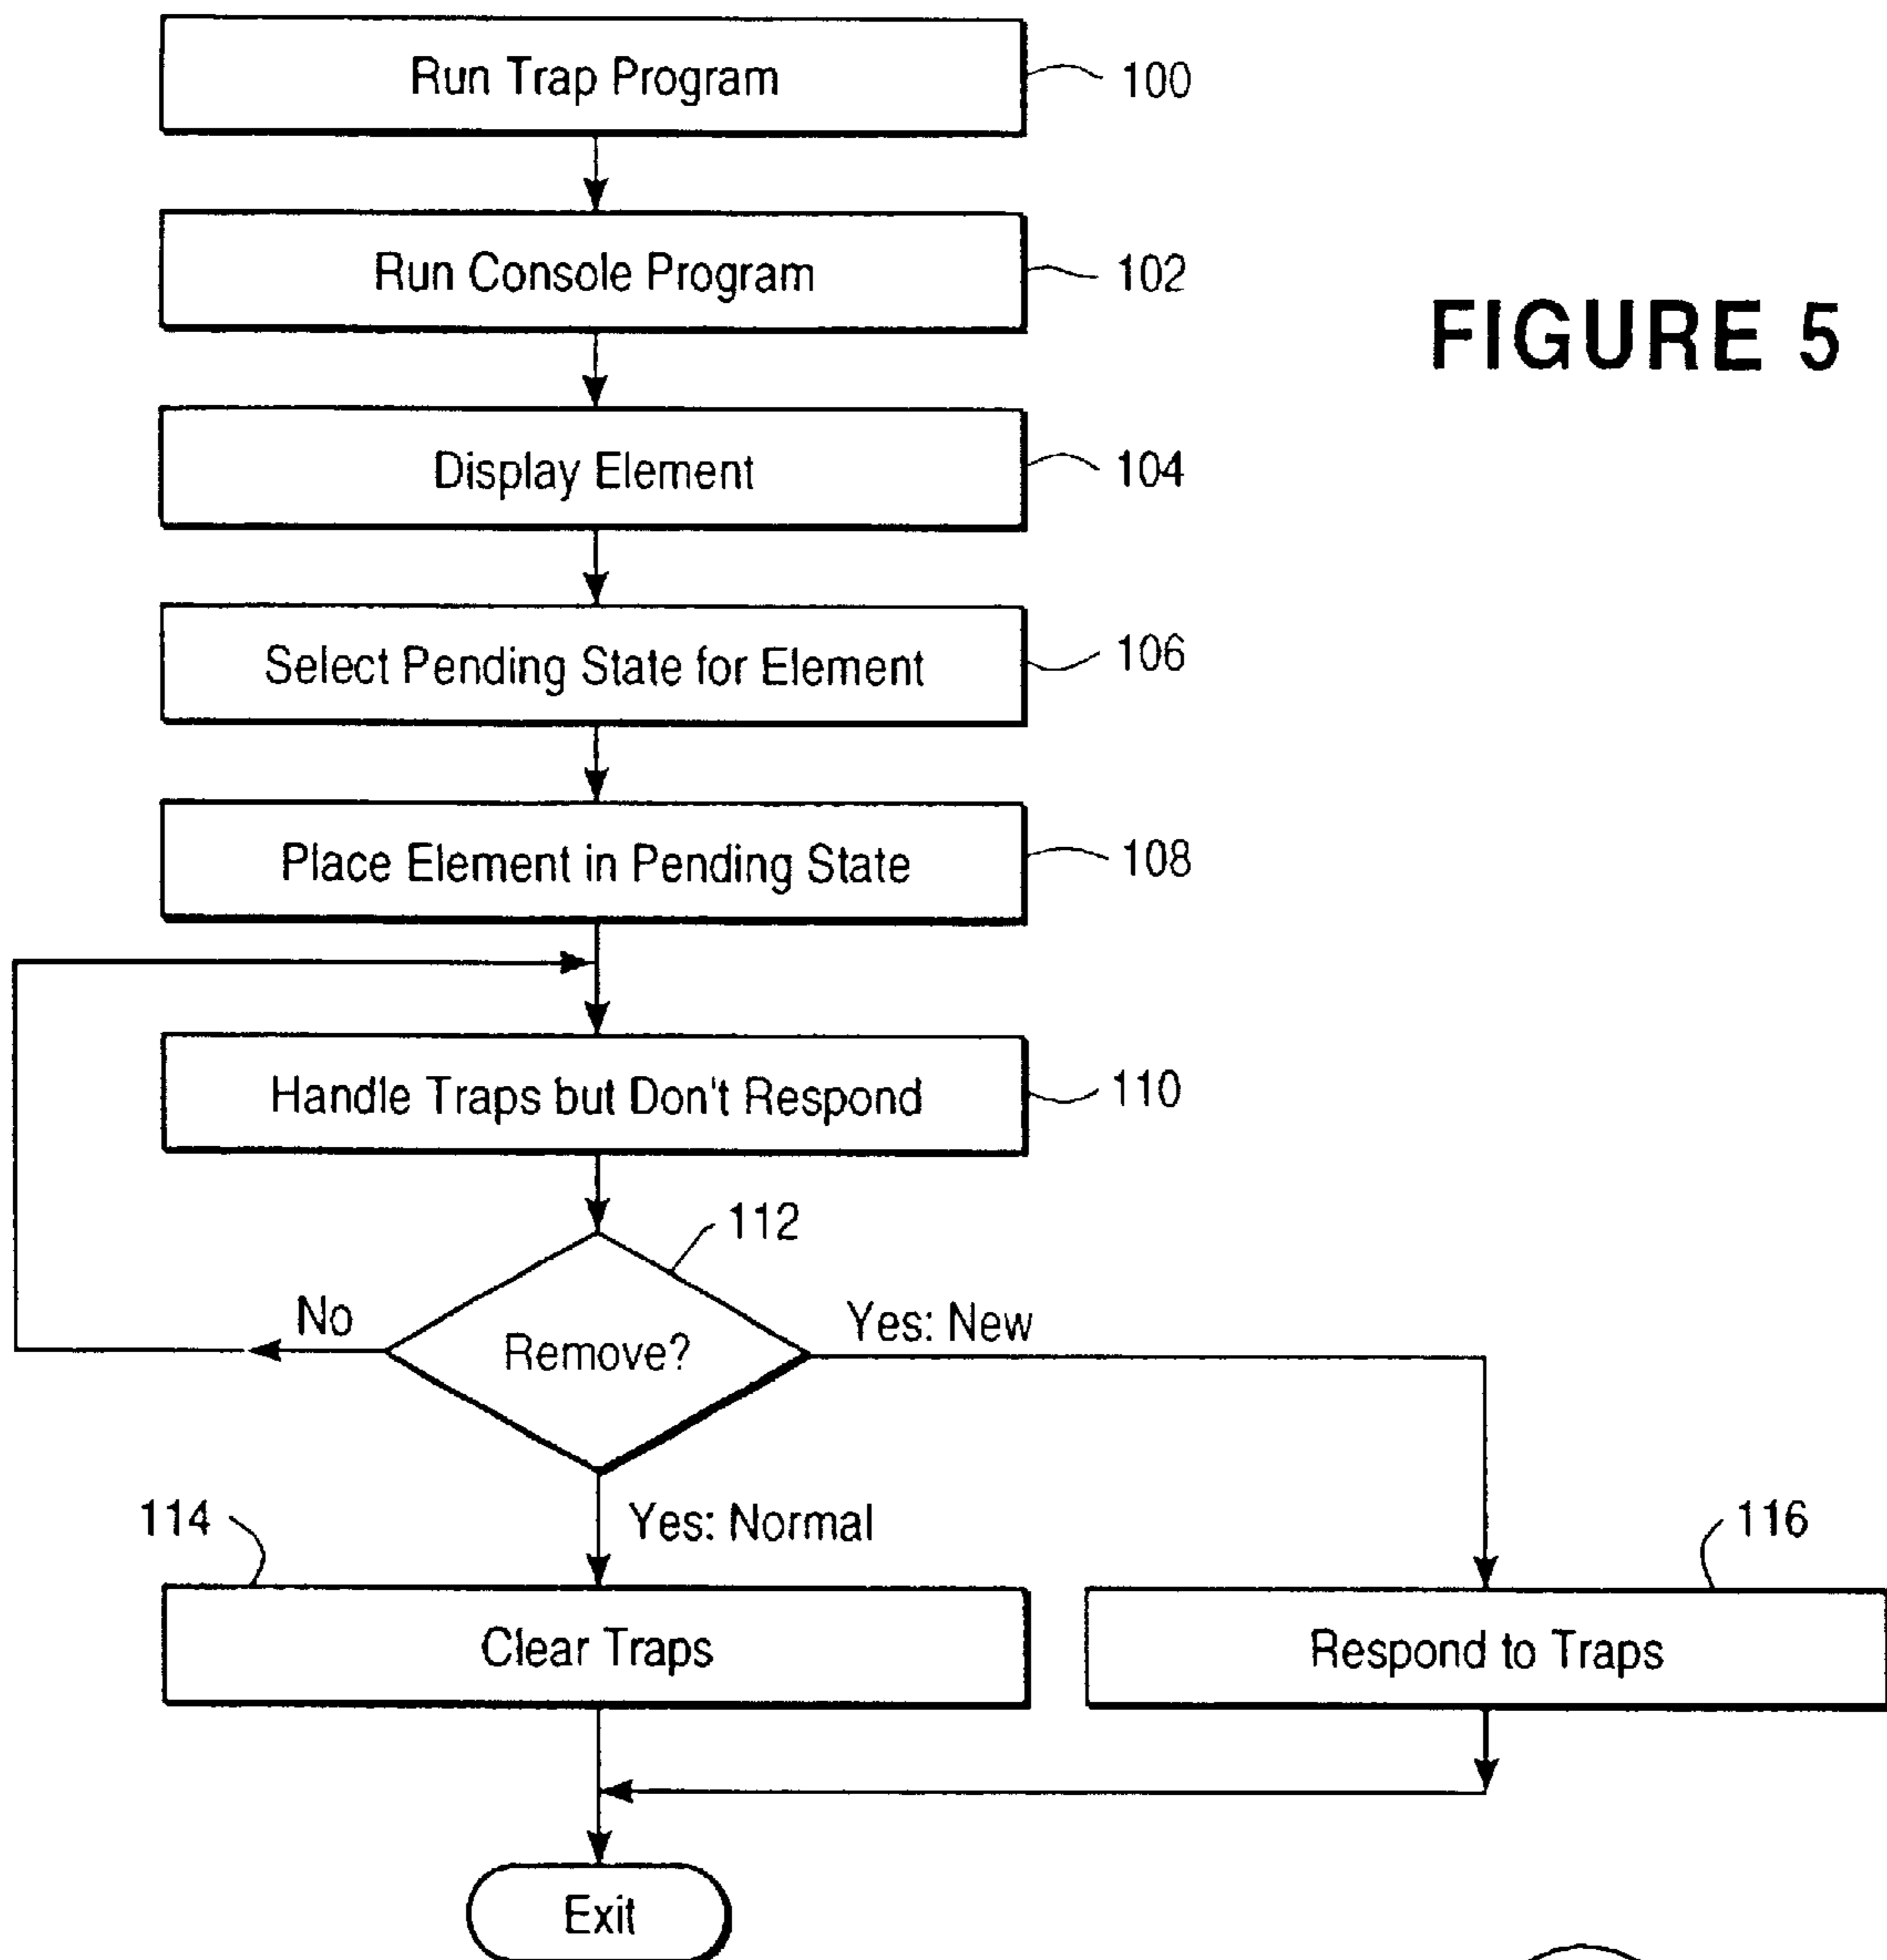 Run Trap Program
100
Run Console Program
102
FIGURE 5
Display Element
104
Select Pending State for Element
106
Place Element in Pending State
108
Handle Traps but Don't Respond
110
112
No
Remove?
Yes: New
114
Yes: Normal
116
Clear Traps
Respond to Traps
Exit